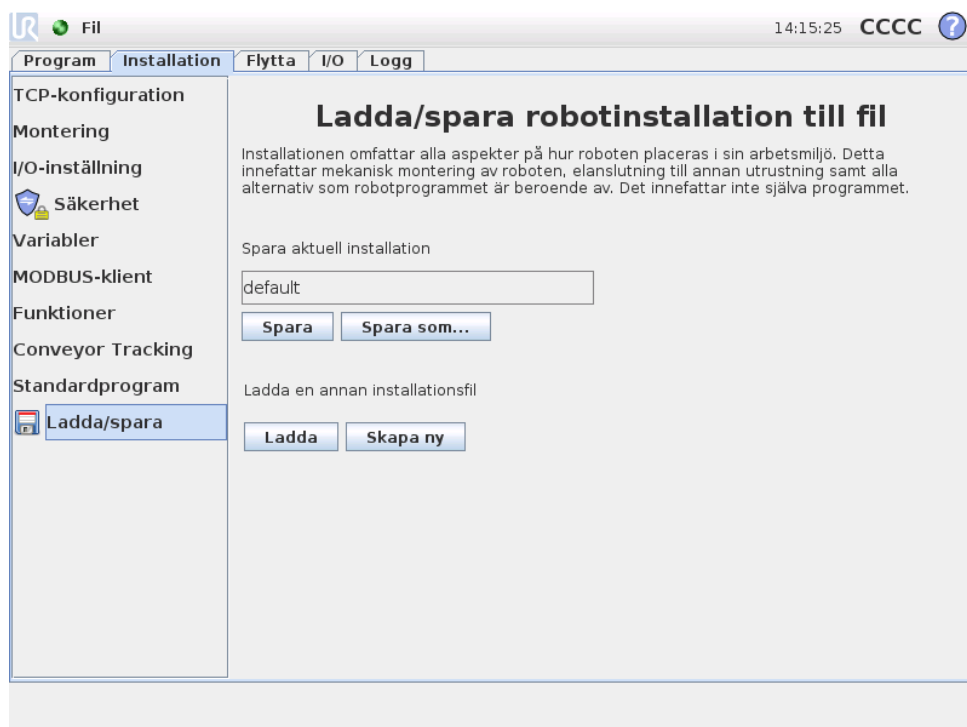 UR Fil 14:15:25 CCCC ?
Program Installation Flytta I/O Logg
TCP-konfiguration
Montering
I/O-inställning
Säkerhet
Variabler
MODBUS-klient
Funktioner
Conveyor Tracking
Standardprogram
Ladda/spara
Ladda/spara robotinstallation till fil
Installationen omfattar alla aspekter på hur roboten placeras i sin arbetsmiljö. Detta
innefattar mekanisk montering av roboten, elanslutning till annan utrustning samt alla
alternativ som robotprogrammet är beroende av. Det innefattar inte själva programmet.
Spara aktuell installation
default
Spara Spara som...
Ladda en annan installationsfil
Ladda Skapa ny